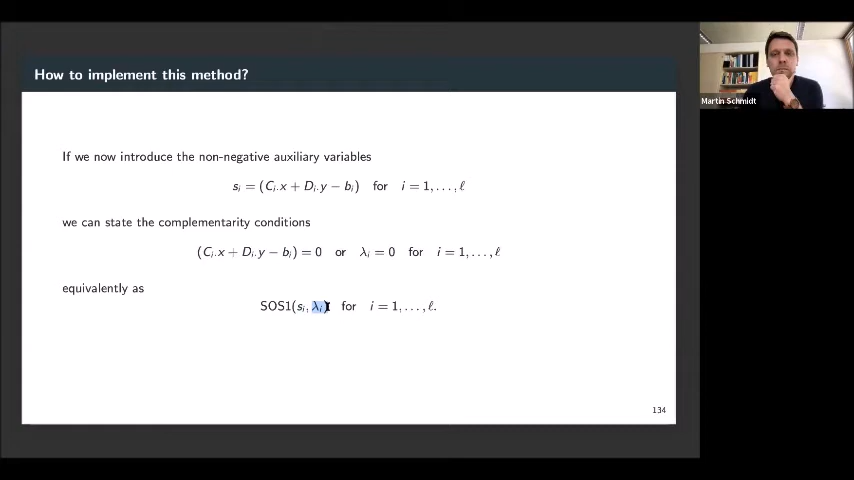 How to implement this method?
If we now introduce the non-negative auxiliary variables
sᵢ = (Cᵢ.x + Dᵢ.y − bᵢ) for i = 1, . . . , ℓ
we can state the complementarity conditions
(Cᵢ.x + Dᵢ.y − bᵢ) = 0 or λᵢ = 0 for i = 1, . . . , ℓ
equivalently as
SOS1(sᵢ, λᵢ) for i = 1, . . . , ℓ.
134
Martin Schmidt